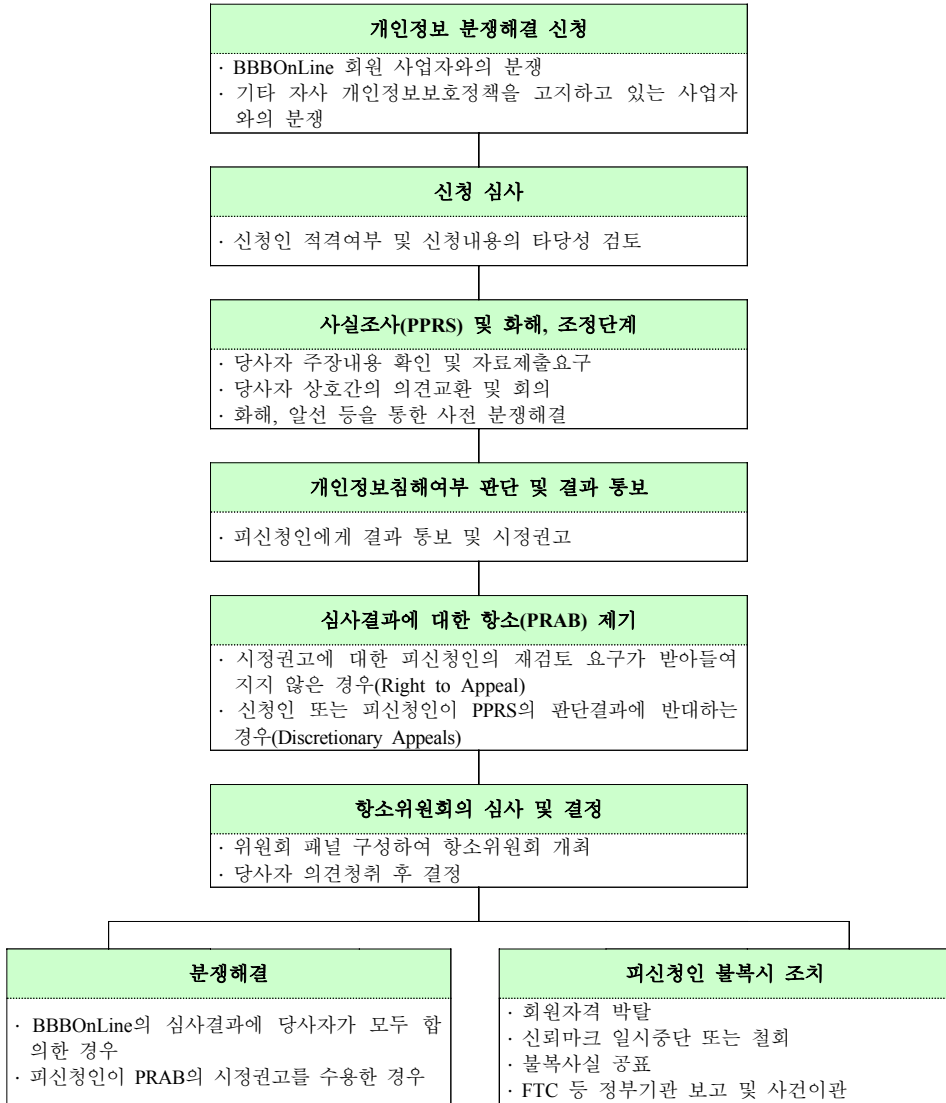 개인정보 분쟁해결 신청
· BBBOnLine 회원 사업자와의 분쟁
· 기타 자사 개인정보보호정책을 고지하고 있는 사업자
와의 분쟁
신청 심사
· 신청인 적격여부 및 신청내용의 타당성 검토
사실조사(PPRS) 및 화해, 조정단계
· 당사자 주장내용 확인 및 자료제출요구
· 당사자 상호간의 의견교환 및 회의
· 화해, 알선 등을 통한 사전 분쟁해결
개인정보침해여부 판단 및 결과 통보
· 피신청인에게 결과 통보 및 시정권고
심사결과에 대한 항소(PRAB) 제기
· 시정권고에 대한 피신청인의 재검토 요구가 받아들여
지지 않은 경우(Right to Appeal)
· 신청인 또는 피신청인이 PPRS의 판단결과에 반대하는
경우(Discretionary Appeals)
항소위원회의 심사 및 결정
· 위원회 패널 구성하여 항소위원회 개최
· 당사자 의견청취 후 결정
분쟁해결
· BBBOnLine의 심사결과에 당사자가 모두 합
의한 경우
· 피신청인이 PRAB의 시정권고를 수용한 경우
피신청인 불복시 조치
· 회원자격 박탈
· 신뢰마크 일시중단 또는 철회
· 불복사실 공표
· FTC 등 정부기관 보고 및 사건이관